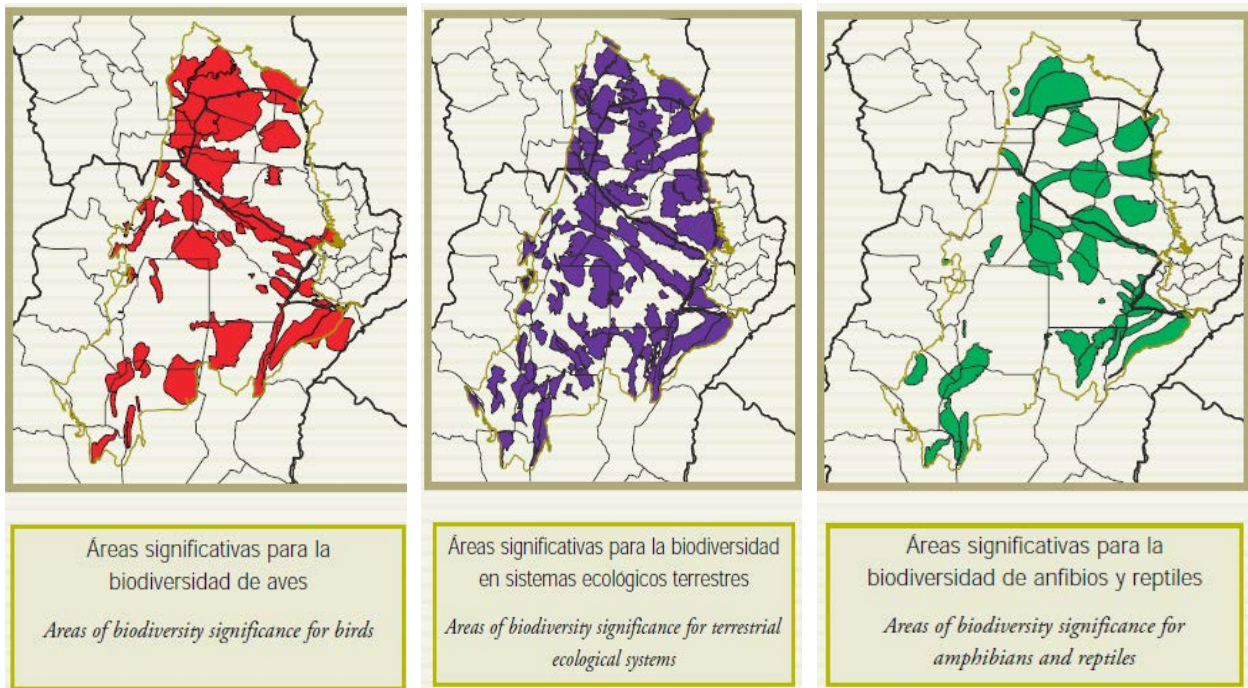 Áreas significativas para la
biodiversidad de aves
Areas of biodiversity significance for birds
Áreas significativas para la biodiversidad
en sistemas ecológicos terrestres
Areas of biodiversity significance for terrestrial
ecological systems
Áreas significativas para la
biodiversidad de anfibios y reptiles
Areas of biodiversity significance for
amphibians and reptiles